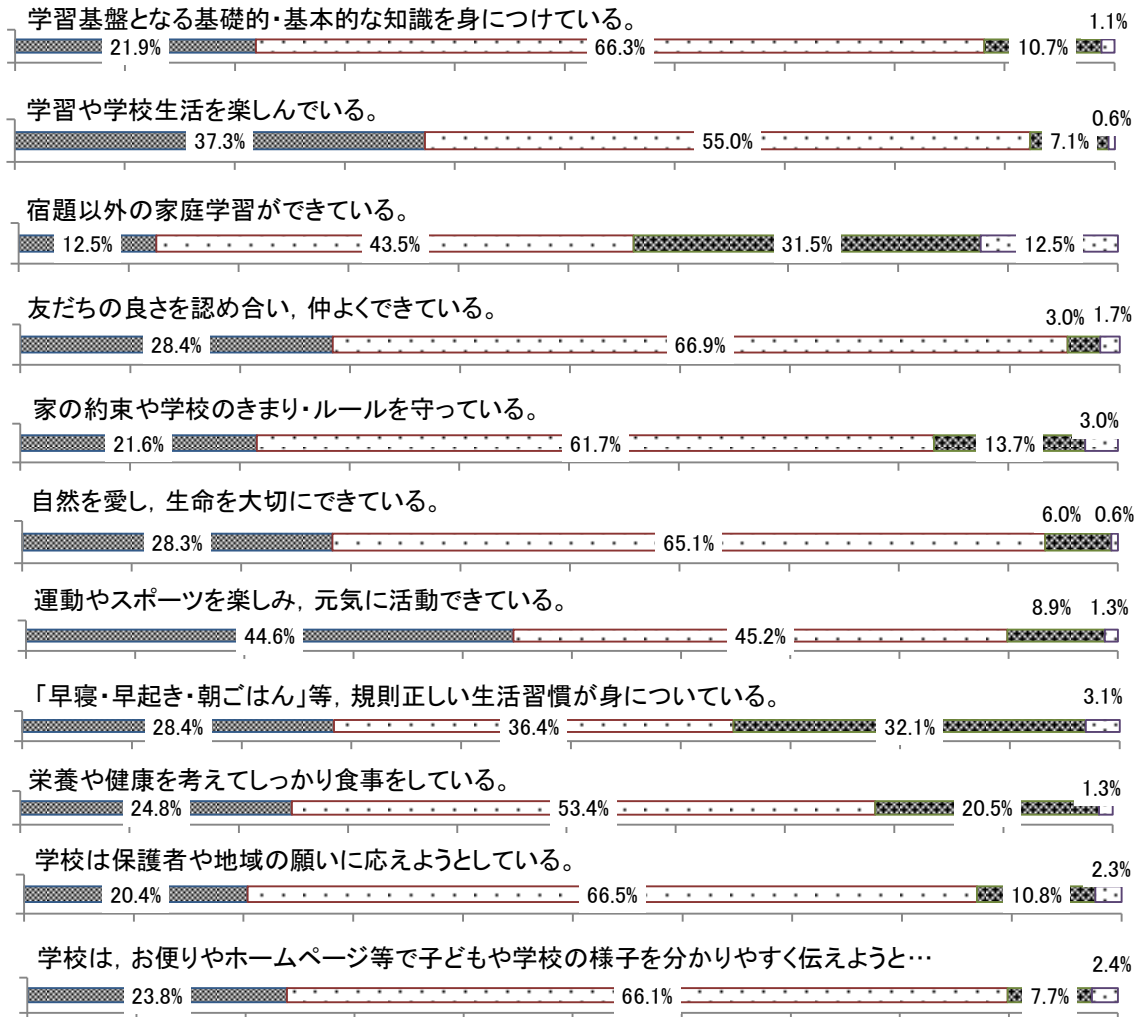 学習基盤となる基礎的・基本的な知識を身につけている。
1.1%
21.9% 66.3% 10.7%
学習や学校生活を楽しんでいる。
0.6%
37.3% 55.0% 7.1%
宿題以外の家庭学習ができている。
12.5% 43.5% 31.5% 12.5%
友だちの良さを認め合い，仲よくできている。
3.0% 1.7%
28.4% 66.9%
家の約束や学校のきまり・ルールを守っている。
3.0%
21.6% 61.7% 13.7%
自然を愛し，生命を大切にできている。
6.0% 0.6%
28.3% 65.1%
運動やスポーツを楽しみ，元気に活動できている。
8.9% 1.3%
44.6% 45.2%
「早寝・早起き・朝ごはん」等，規則正しい生活習慣が身についている。
3.1%
28.4% 36.4% 32.1%
栄養や健康を考えてしっかり食事をしている。
1.3%
24.8% 53.4% 20.5%
学校は保護者や地域の願いに応えようとしている。
2.3%
20.4% 66.5% 10.8%
学校は，お便りやホームページ等で子どもや学校の様子を分かりやすく伝えようと…
2.4%
23.8% 66.1% 7.7%